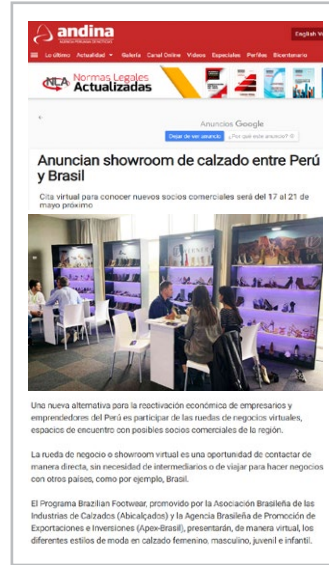 andina
AGENCIA PERUANA DE NOTICIAS
English Ve
Lo último Actualidad Galería Canal Online Videos Especiales Perfiles Bicentenario
Normas Legales
Actualizadas
Anuncios Google
Dejar de ver anuncio ¿Por qué este anuncio?
Anuncian showroom de calzado entre Perú
y Brasil
Cita virtual para conocer nuevos socios comerciales será del 17 al 21 de
mayo próximo
Una nueva alternativa para la reactivación económica de empresarios y
emprendedores del Perú es participar de las ruedas de negocios virtuales,
espacios de encuentro con posibles socios comerciales de la región.
La rueda de negocio o showroom virtual es una oportunidad de contactar de
manera directa, sin necesidad de intermediarios o de viajar para hacer negocios
con otros países, como por ejemplo, Brasil.
El Programa Brazilian Footwear, promovido por la Asociación Brasileña de las
Industrias de Calzados (Abicalçados) y la Agencia Brasileña de Promoción de
Exportaciones e Inversiones (Apex-Brasil), presentarán, de manera virtual, los
diferentes estilos de moda en calzado femenino, masculino, juvenil e infantil.